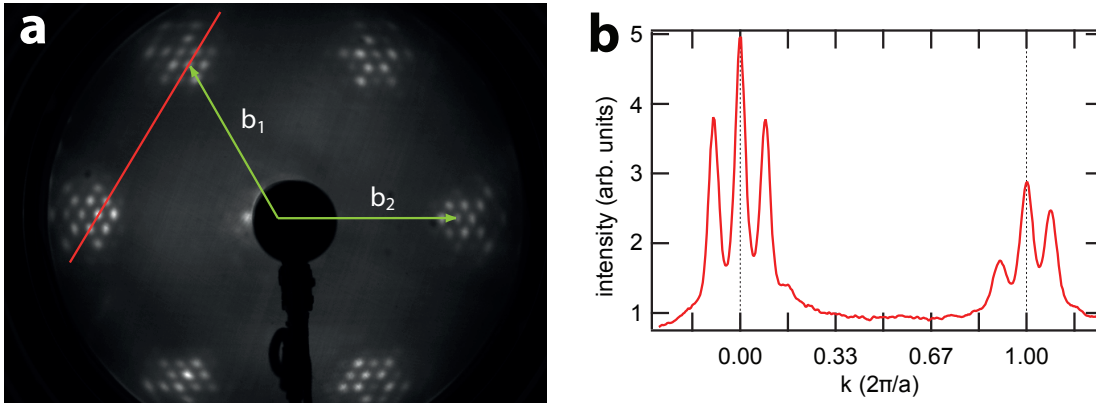 a
b₁
b₂
b
5
4
3
2
1
intensity (arb. units)
0.00 0.33 0.67 1.00
k (2π/a)